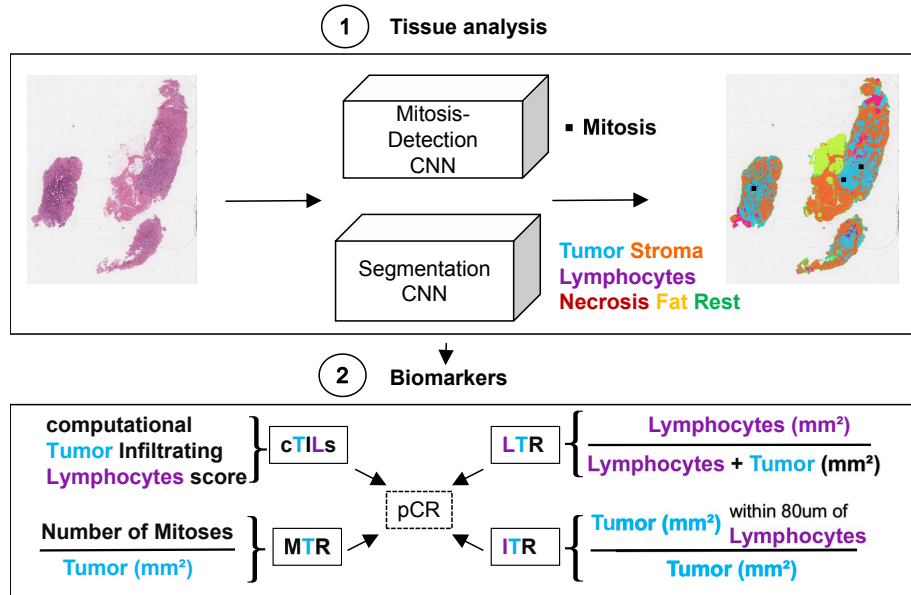 1 Tissue analysis
Mitosis-
Detection
CNN
▪ Mitosis
Segmentation
CNN
Tumor Stroma
Lymphocytes
Necrosis Fat Rest
2 Biomarkers
computational
Tumor Infiltrating
Lymphocytes score
cTILs
LTR
Lymphocytes (mm²)
Lymphocytes + Tumor (mm²)
pCR
Number of Mitoses
Tumor (mm²)
MTR
ITR
Tumor (mm²) within 80um of
Lymphocytes
Tumor (mm²)